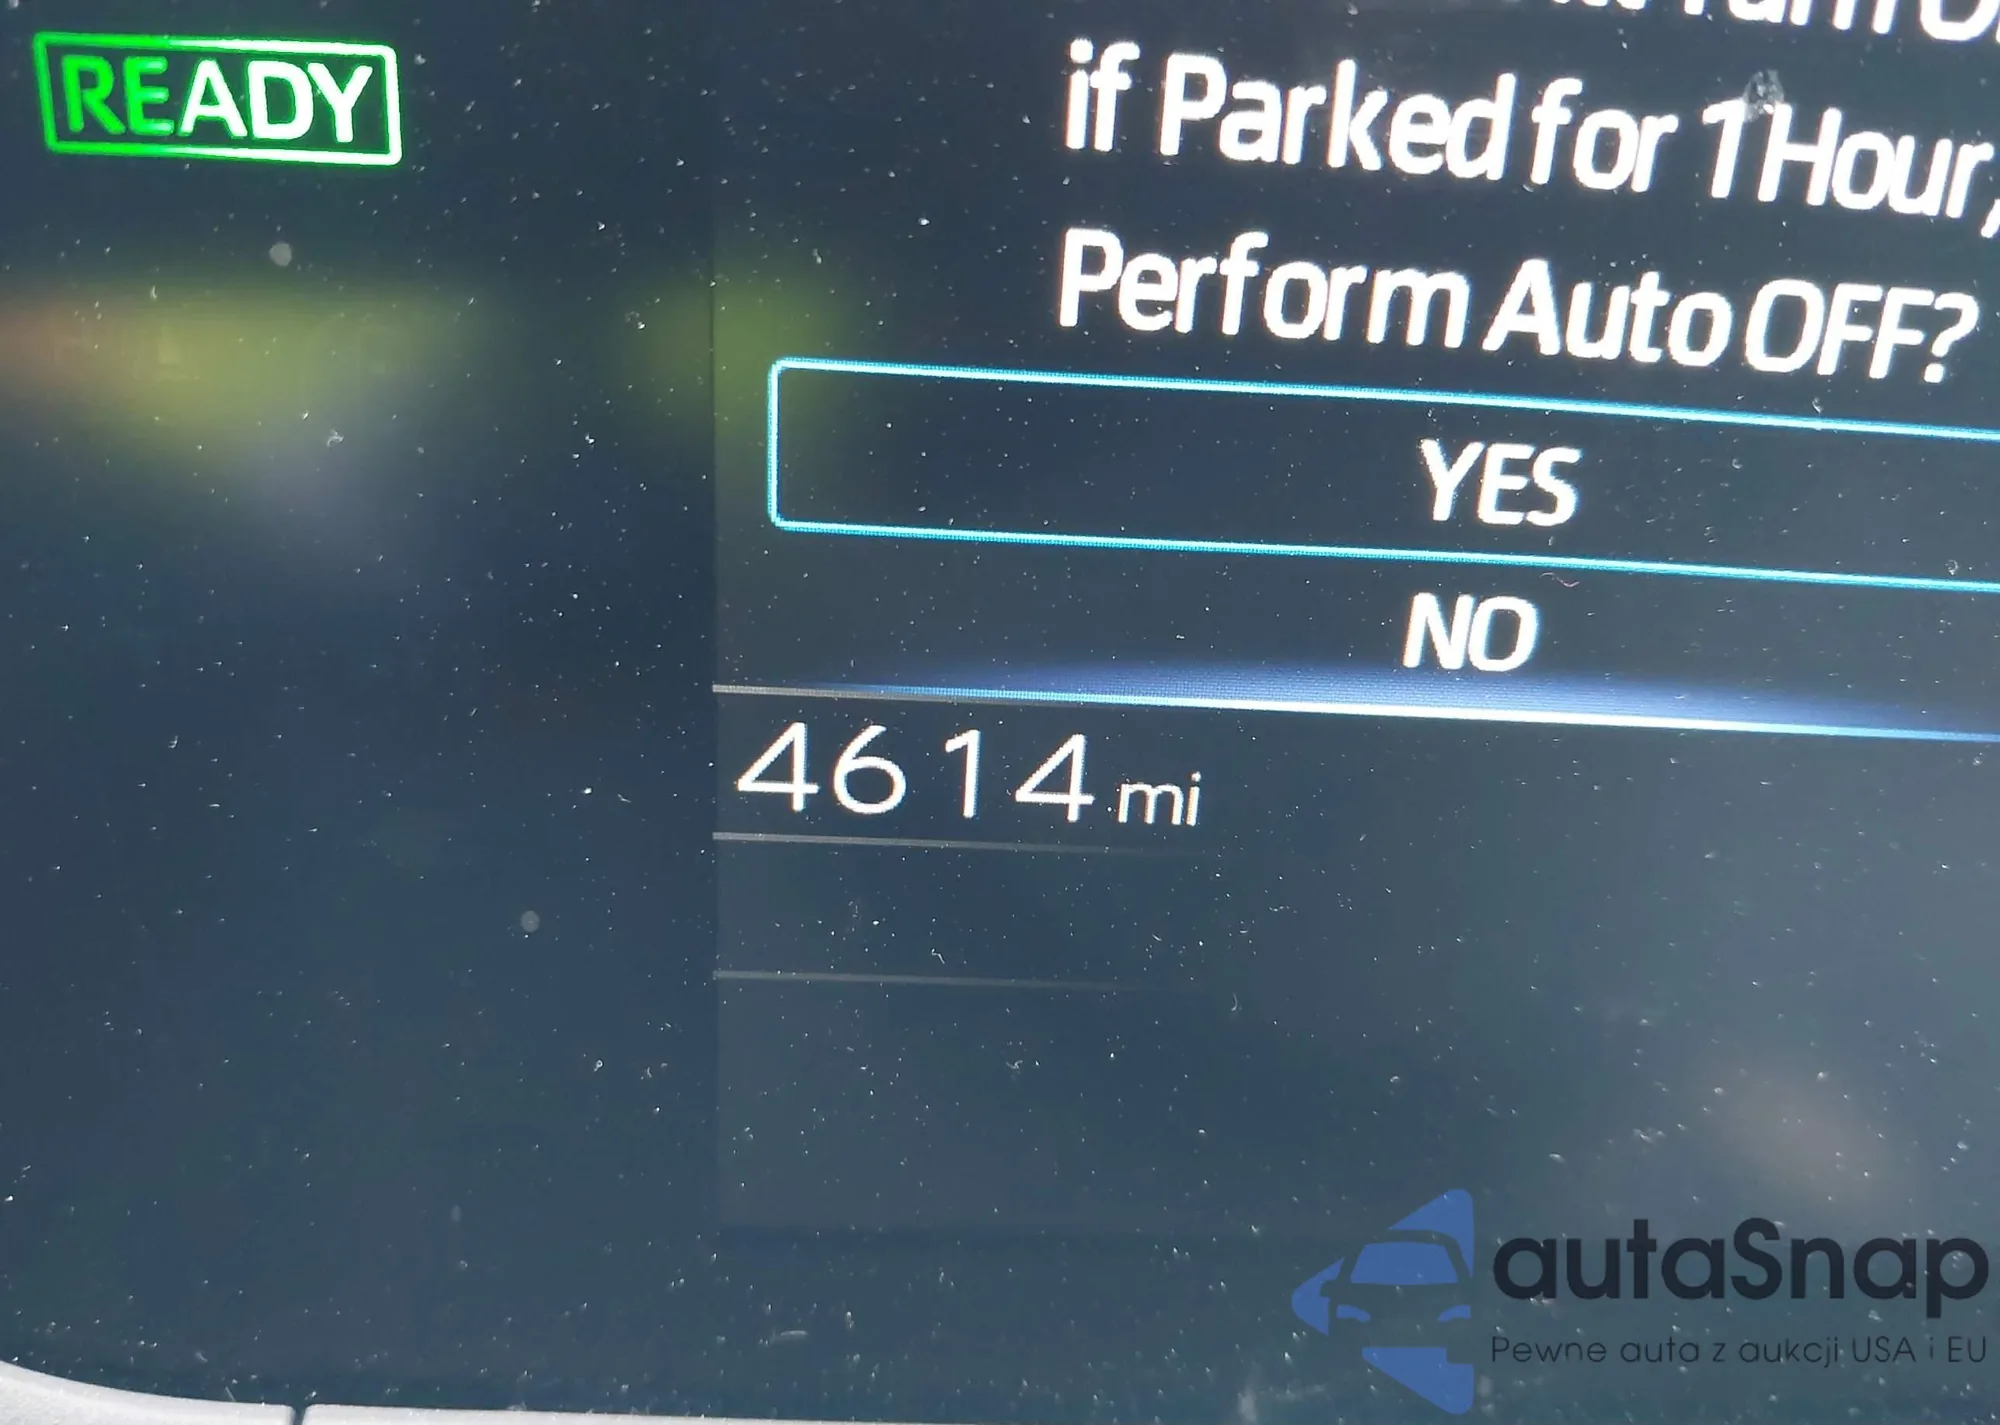 READY
if Parked for 1 Hour,
Perform Auto OFF?
YES
NO
4614 mi
autaSnap
Pewne auta z aukcji USA i EU